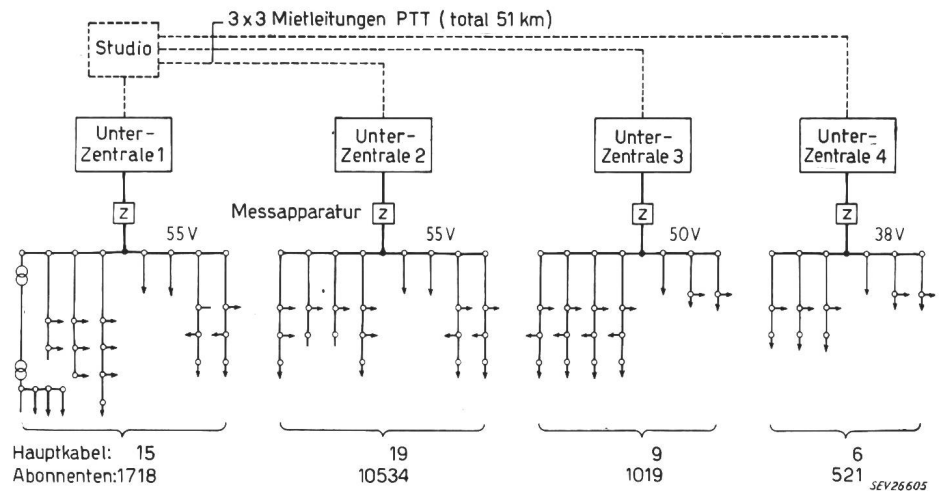 3 x 3 Mietleitungen PTT ( total 51 km )
Studio
Unter-
Zentrale 1
Unter-
Zentrale 2
Unter-
Zentrale 3
Unter-
Zentrale 4
Z
Messapparatur Z
Z
Z
55 V
55 V
50 V
38 V
Hauptkabel: 15 19 9 6
Abonnenten: 1718 10534 1019 521
SEV26605